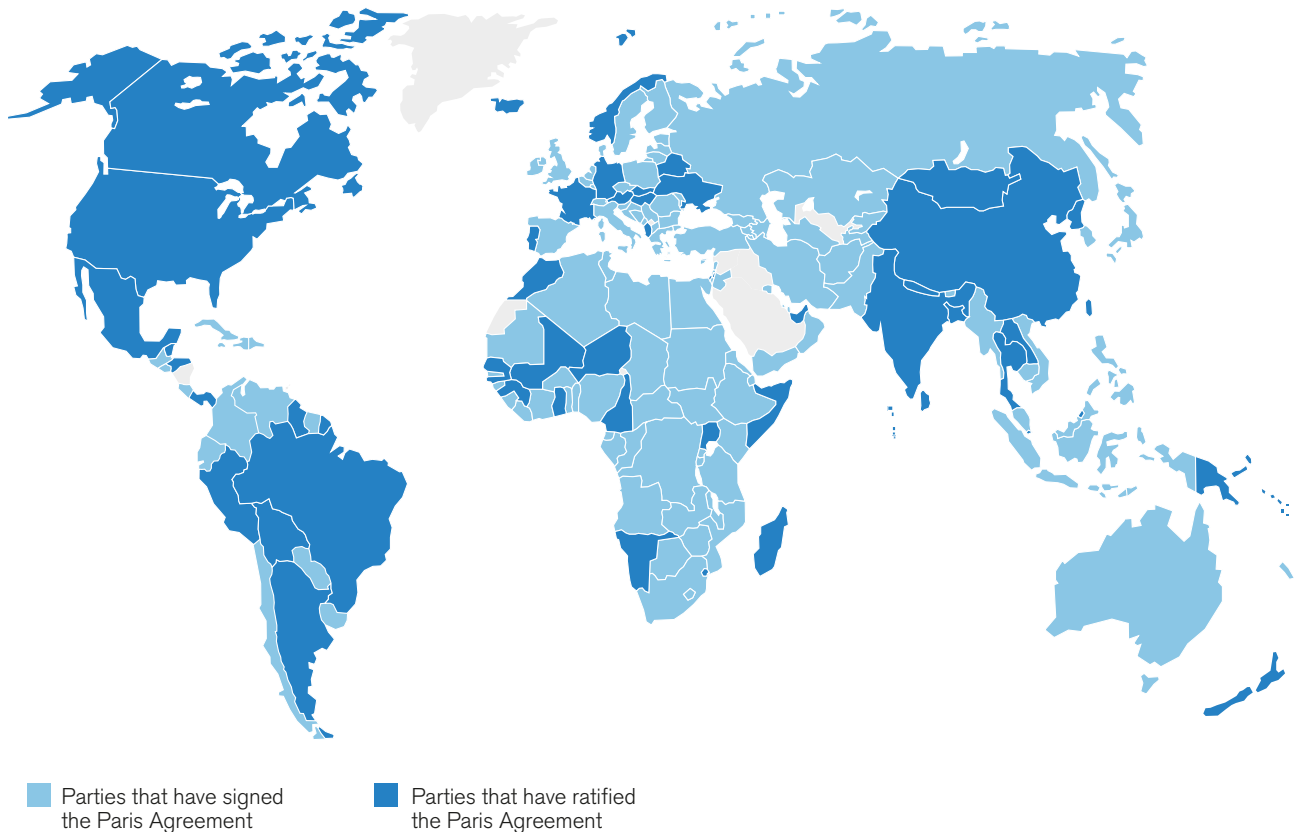 Parties that have signed
the Paris Agreement
Parties that have ratified
the Paris Agreement